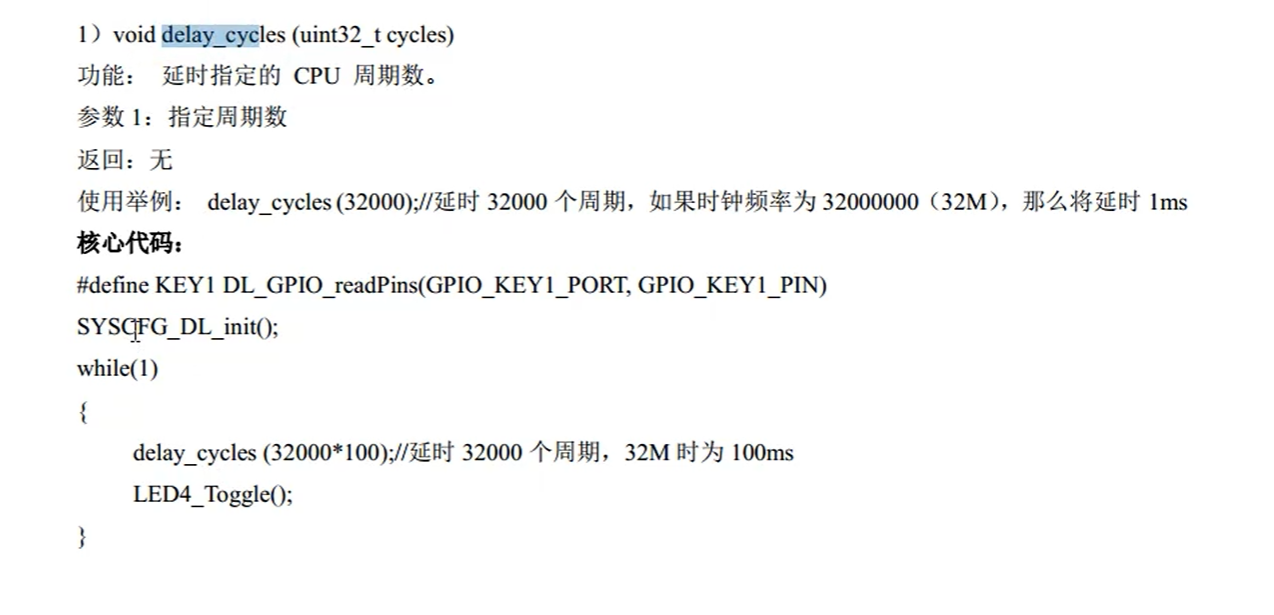 1）void delay_cycles (uint32_t cycles)
功能： 延时指定的 CPU 周期数。
参数 1：指定周期数
返回：无
使用举例： delay_cycles (32000);//延时 32000 个周期，如果时钟频率为 32000000（32M），那么将延时 1ms
核心代码：
#define KEY1 DL_GPIO_readPins(GPIO_KEY1_PORT, GPIO_KEY1_PIN)
SYSCFG_DL_init();
while(1)
{
delay_cycles (32000*100);//延时 32000 个周期，32M 时为 100ms
LED4_Toggle();
}